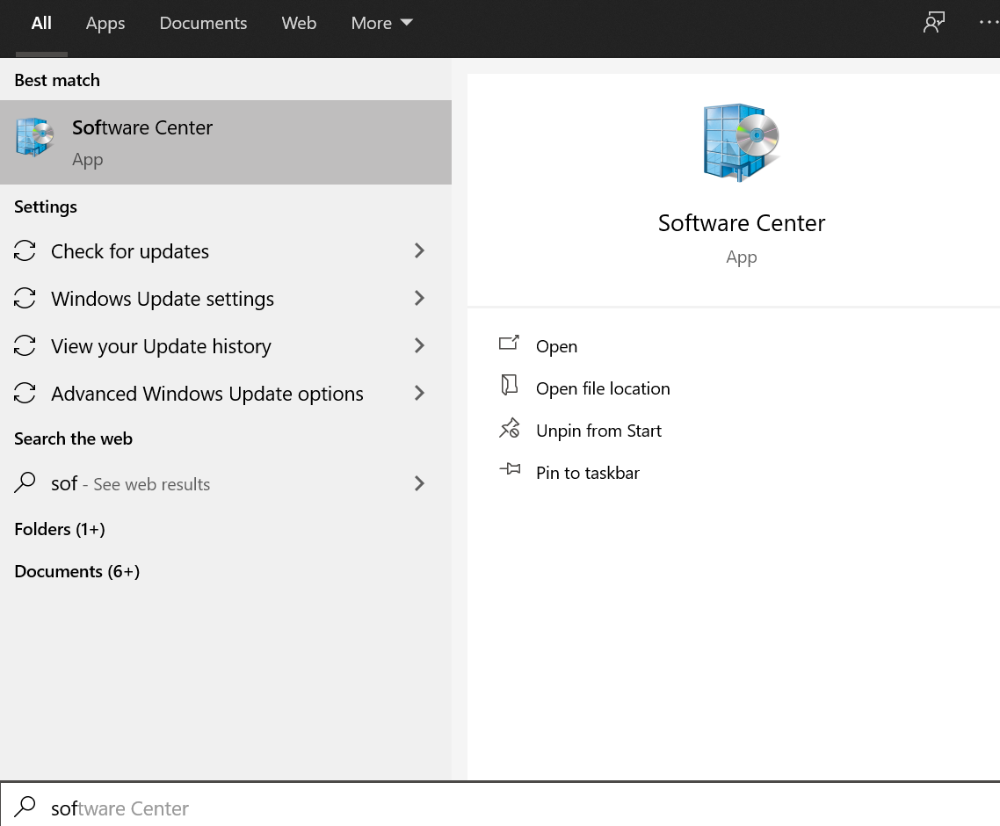 All Apps Documents Web More
Best match
Software Center
App
Settings
Check for updates
Windows Update settings
View your Update history
Advanced Windows Update options
Search the web
sof - See web results
Folders (1+)
Documents (6+)
Software Center
App
Open
Open file location
Unpin from Start
Pin to taskbar
software Center